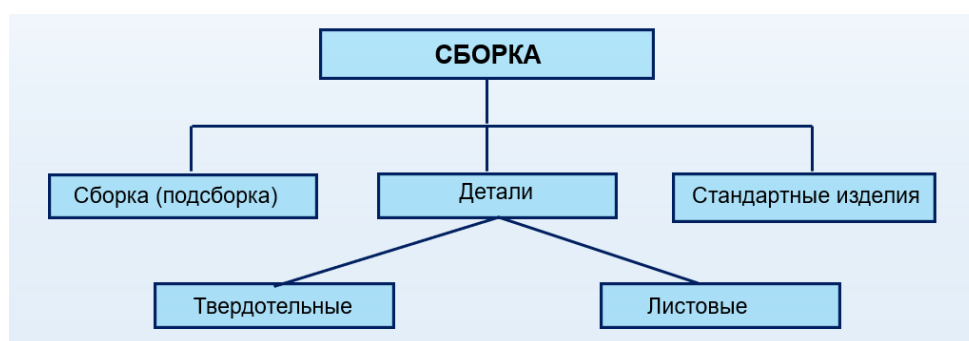 СБОРКА
Сборка (подсборка)
Детали
Стандартные изделия
Твердотельные
Листовые